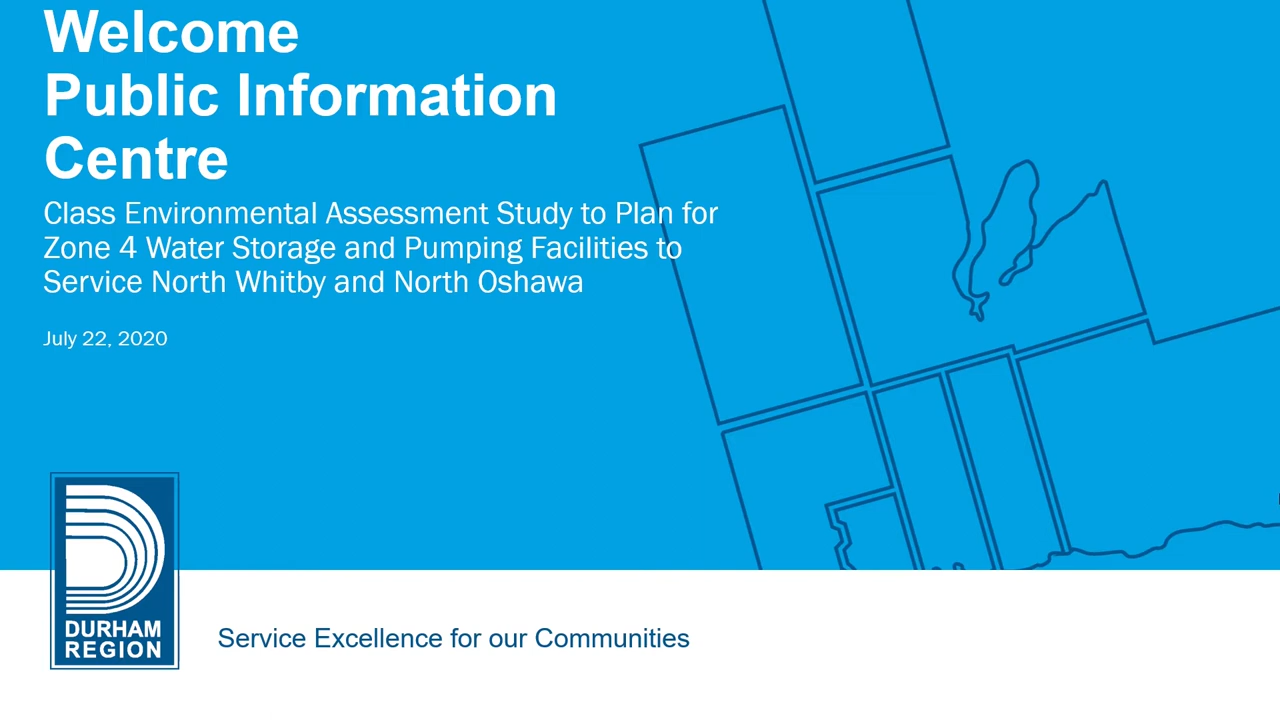 Welcome
Public Information
Centre
Class Environmental Assessment Study to Plan for
Zone 4 Water Storage and Pumping Facilities to
Service North Whitby and North Oshawa
July 22, 2020
DURHAM
REGION
Service Excellence for our Communities